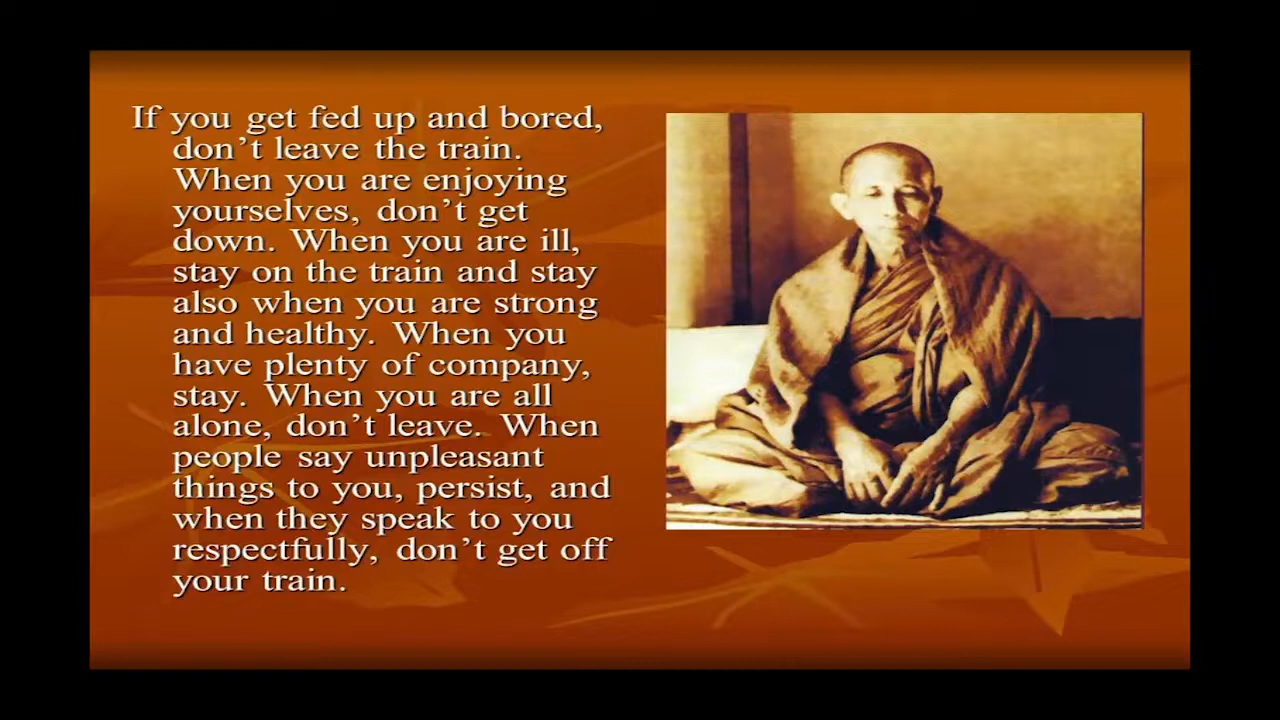 If you get fed up and bored,
don't leave the train.
When you are enjoying
yourselves, don't get
down. When you are ill,
stay on the train and stay
also when you are strong
and healthy. When you
have plenty of company,
stay. When you are all
alone, don't leave. When
people say unpleasant
things to you, persist, and
when they speak to you
respectfully, don't get off
your train.